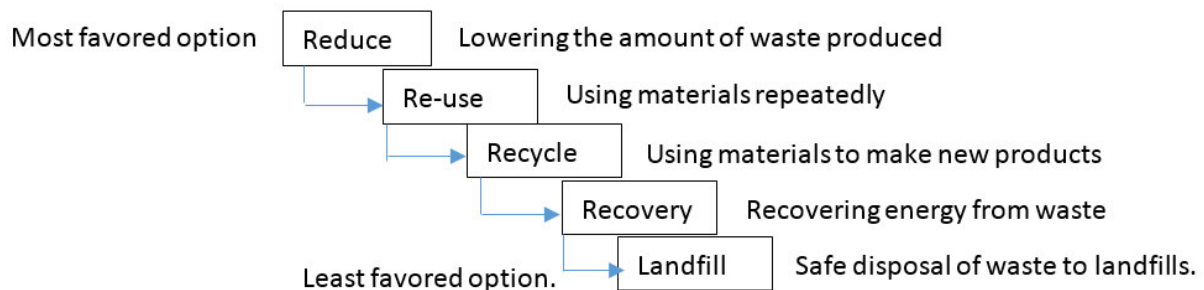 Most favored option Reduce Lowering the amount of waste produced
Re-use Using materials repeatedly
Recycle Using materials to make new products
Recovery Recovering energy from waste
Least favored option. Landfill Safe disposal of waste to landfills.